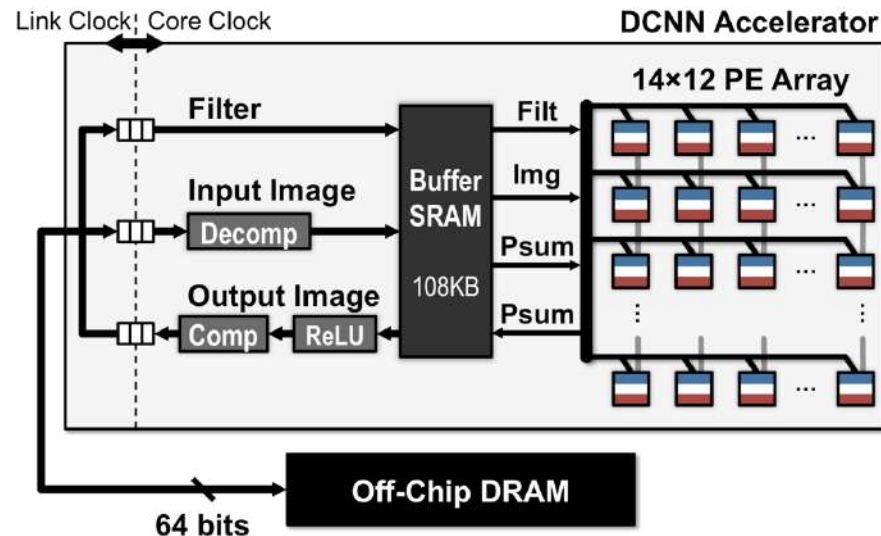 Link Clock Core Clock
DCNN Accelerator
14×12 PE Array
Filter
Filt
Input Image
Decomp
Buffer
SRAM
108KB
Img
Psum
Output Image
Comp
ReLU
Psum
...
...
...
...
...
...
Off-Chip DRAM
64 bits